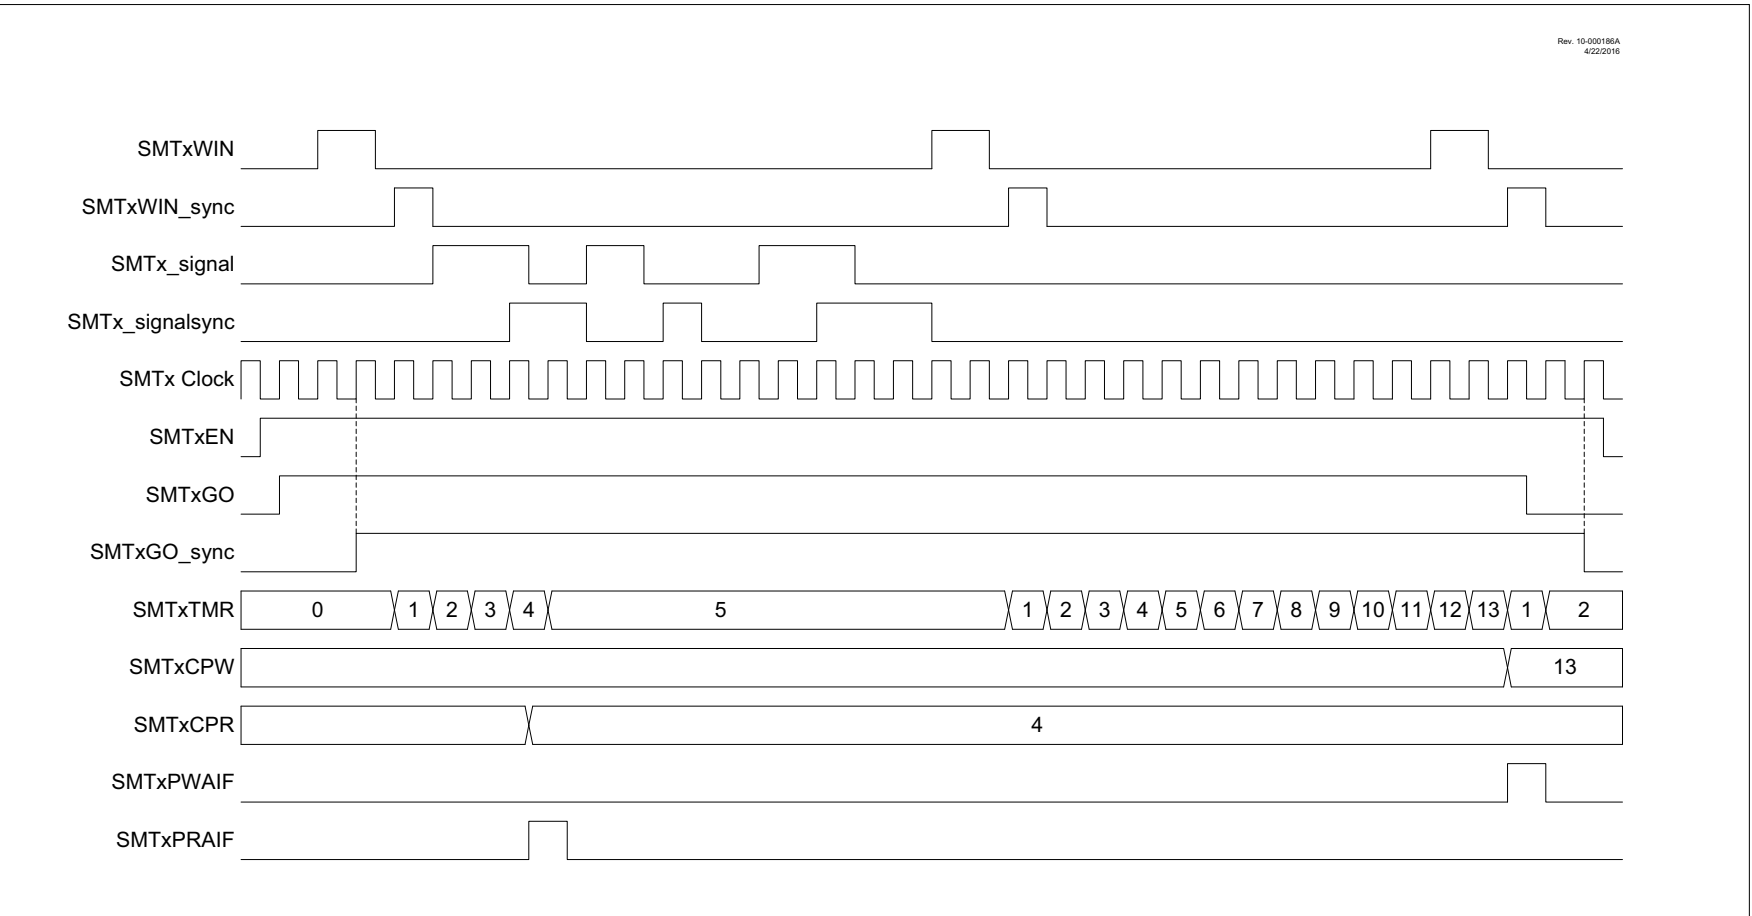 Rev. 10-000186A
4/22/2016
SMTxWIN
SMTxWIN_sync
SMTx_signal
SMTx_signalsync
SMTx Clock
SMTxEN
SMTxGO
SMTxGO_sync
SMTxTMR 0 1 2 3 4 5 1 2 3 4 5 6 7 8 9 10 11 12 13 1 2
SMTxCPW 13
SMTxCPR 4
SMTxPWAIF
SMTxPRAIF